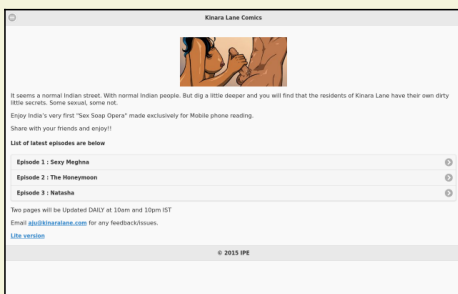 Kinara Lane Comics
It seems a normal Indian street. With normal Indian people. But dig a little deeper and you will find that the residents of Kinara Lane have their own dirty
little secrets. Some sexual, some not.
Enjoy India's very first "Sex Soap Opera" made exclusively for Mobile phone reading.
Share with your friends and enjoy!!
List of latest episodes are below
Episode 1 : Sexy Meghna
Episode 2 : The Honeymoon
Episode 3 : Natasha
Two pages will be Updated DAILY at 10am and 10pm IST
Email aju@kinaralane.com for any feedback/issues.
Lite version
© 2015 IPE